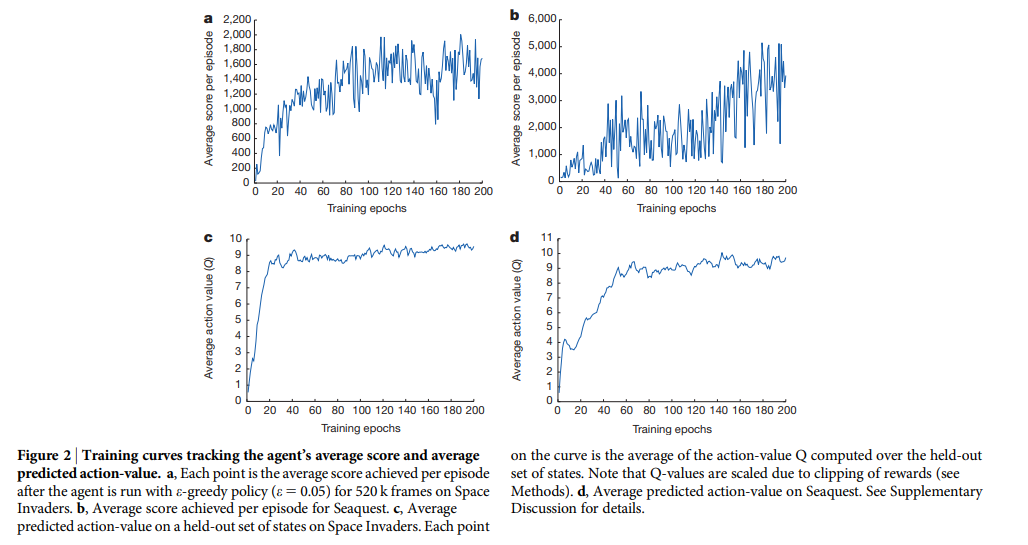 a
2,200
2,000
1,800
1,600
1,400
1,200
1,000
800
600
400
200
0
Average score per episode
0 20 40 60 80 100 120 140 160 180 200
Training epochs
b
6,000
5,000
4,000
3,000
2,000
1,000
0
Average score per episode
0 20 40 60 80 100 120 140 160 180 200
Training epochs
c
10
9
8
7
6
5
4
3
2
1
0
Average action value (Q)
0 20 40 60 80 100 120 140 160 180 200
Training epochs
d
11
10
9
8
7
6
5
4
3
2
1
0
Average action value (Q)
0 20 40 60 80 100 120 140 160 180 200
Training epochs
Figure 2 | Training curves tracking the agent’s average score and average
predicted action-value. a, Each point is the average score achieved per episode
after the agent is run with ε-greedy policy (ε = 0.05) for 520 k frames on Space
Invaders. b, Average score achieved per episode for Seaquest. c, Average
predicted action-value on a held-out set of states on Space Invaders. Each point
on the curve is the average of the action-value Q computed over the held-out
set of states. Note that Q-values are scaled due to clipping of rewards (see
Methods). d, Average predicted action-value on Seaquest. See Supplementary
Discussion for details.